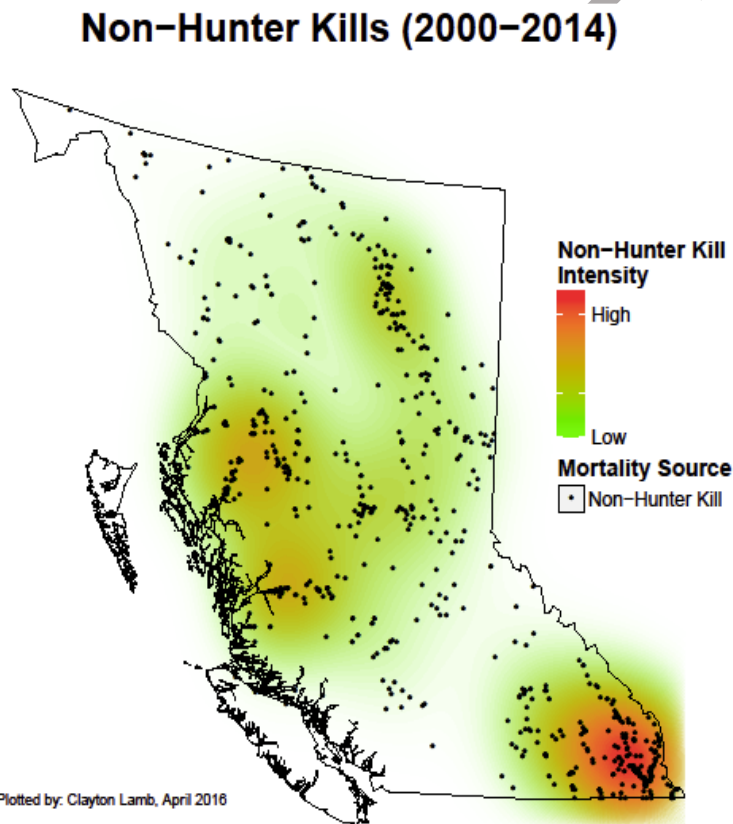 Non−Hunter Kills (2000−2014)
Non−Hunter Kill
Intensity
High
Low
Mortality Source
Non−Hunter Kill
Plotted by: Clayton Lamb, April 2016